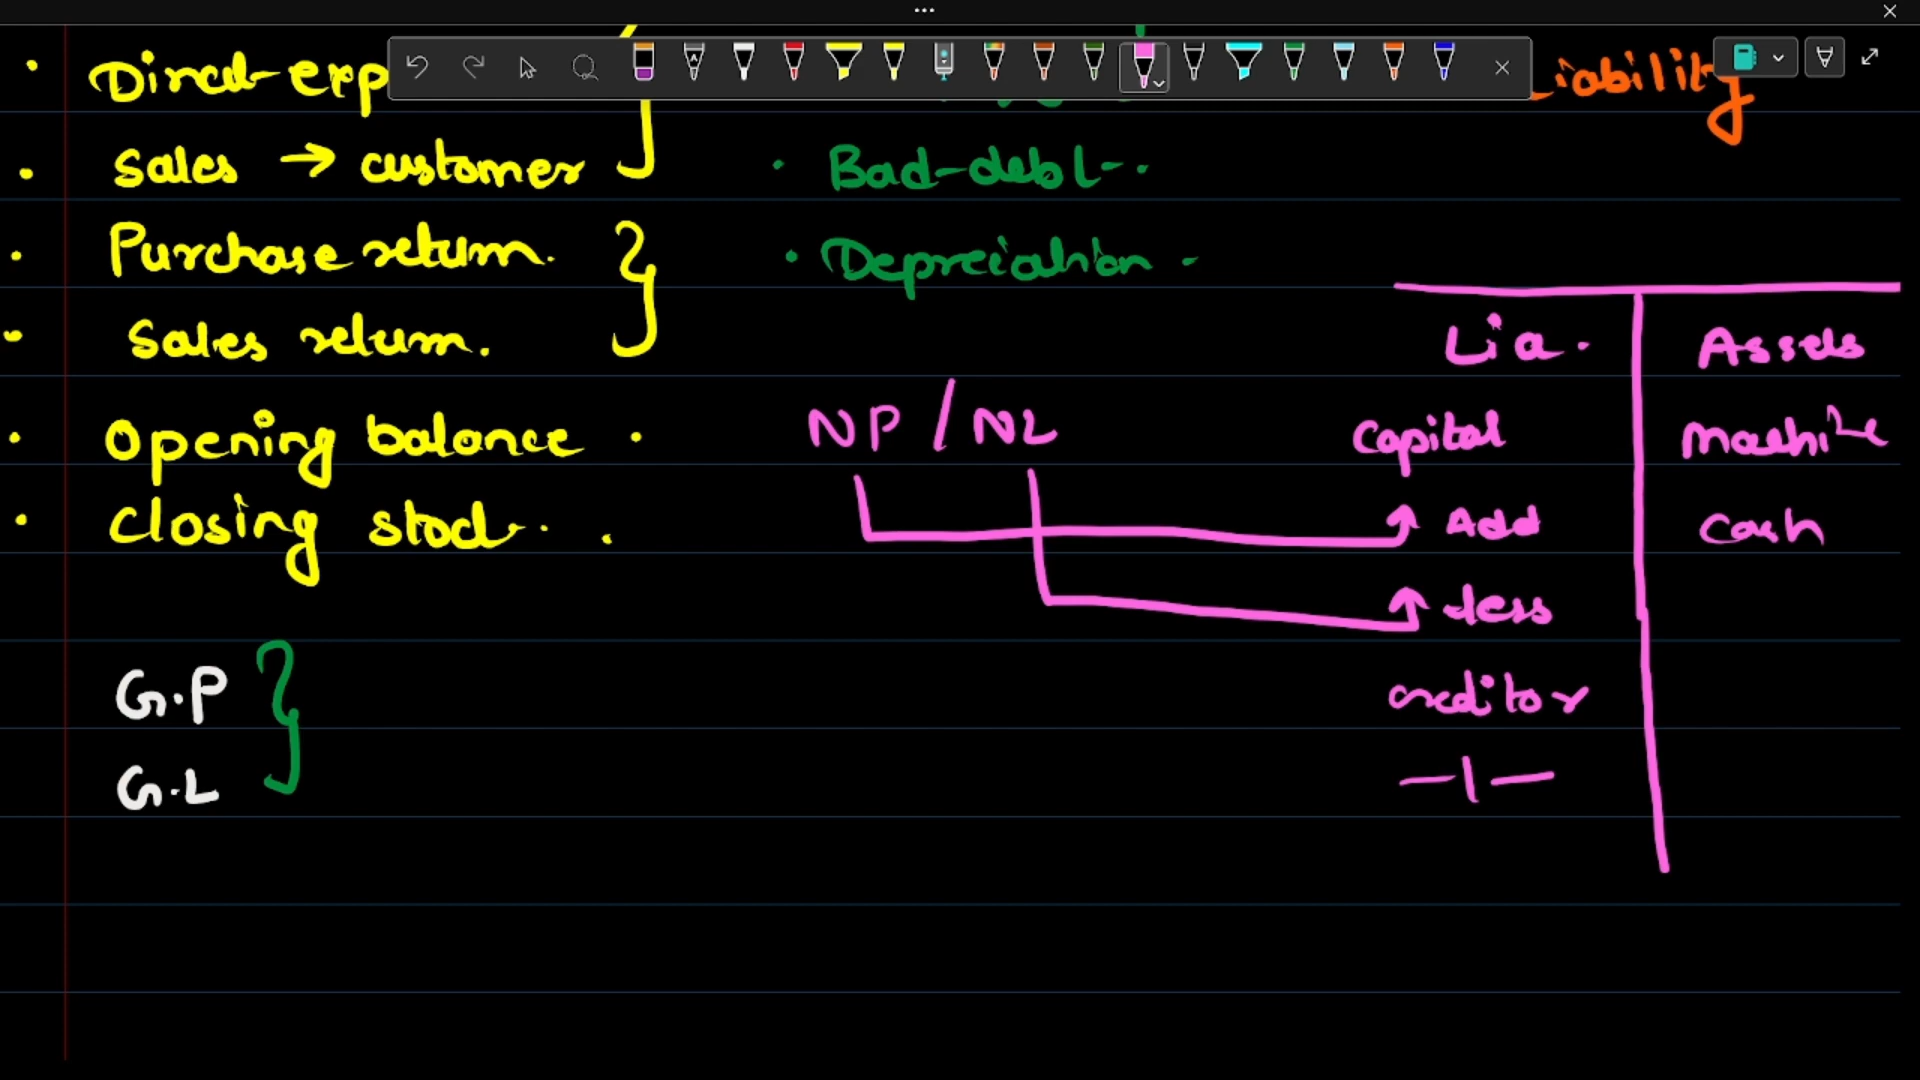 · Direct-exp
iability
· Sales → customer
· Bad-debt-·
· Purchase return.
· Depreciation -
- Sales return.
Lia. Assets
· Opening balance ·
NP / NL
Capital Machine
· Closing stock · .
Add Cash
Less
G.P
creditor
G.L
—|—